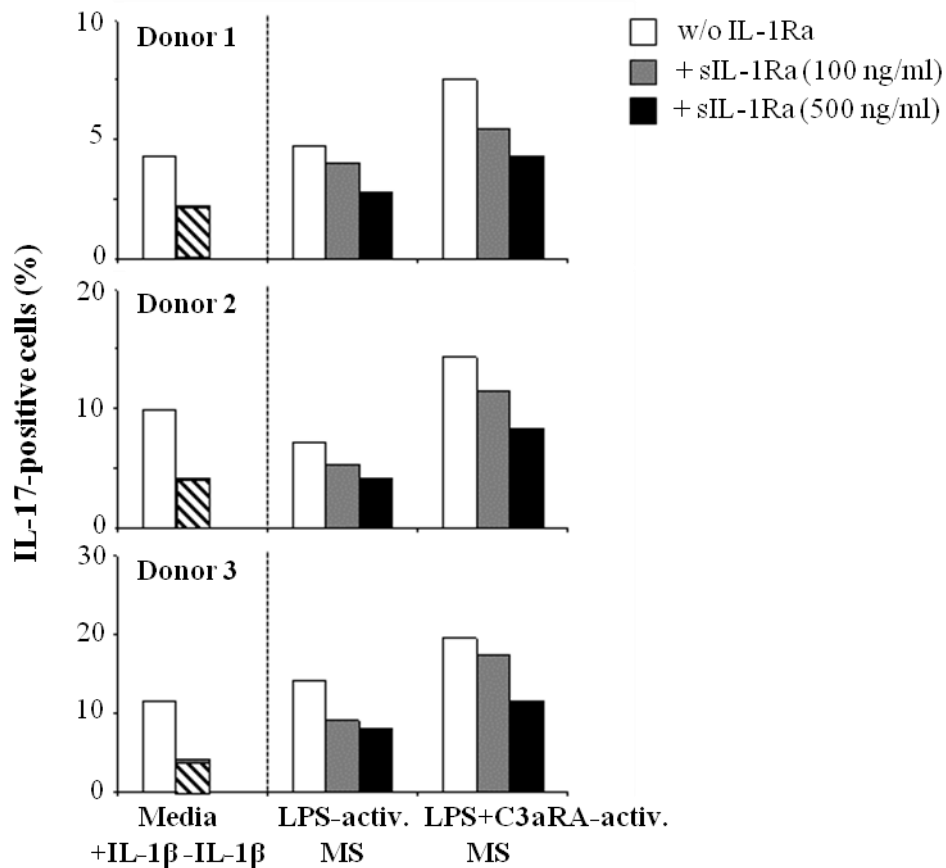 IL-17-positive cells (%)
Donor 1
10
5
0
w/o IL-1Ra
+ sIL-1Ra (100 ng/ml)
+ sIL-1Ra (500 ng/ml)
Donor 2
20
10
0
Donor 3
30
20
10
0
Media
+IL-1β -IL-1β
LPS-activ.
MS
LPS+C3aRA-activ.
MS